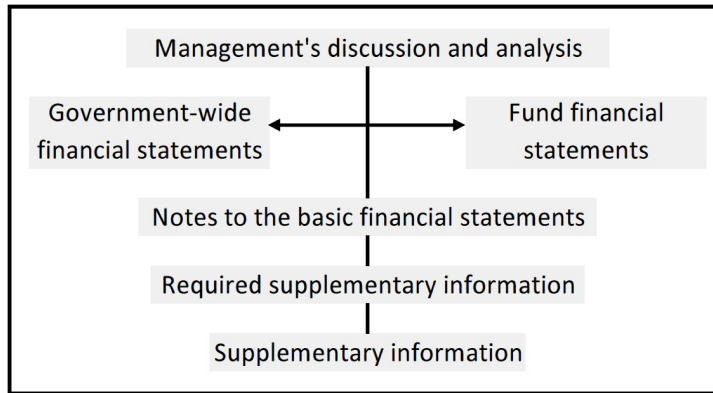 Management's discussion and analysis
Government-wide
financial statements
Fund financial
statements
Notes to the basic financial statements
Required supplementary information
Supplementary information